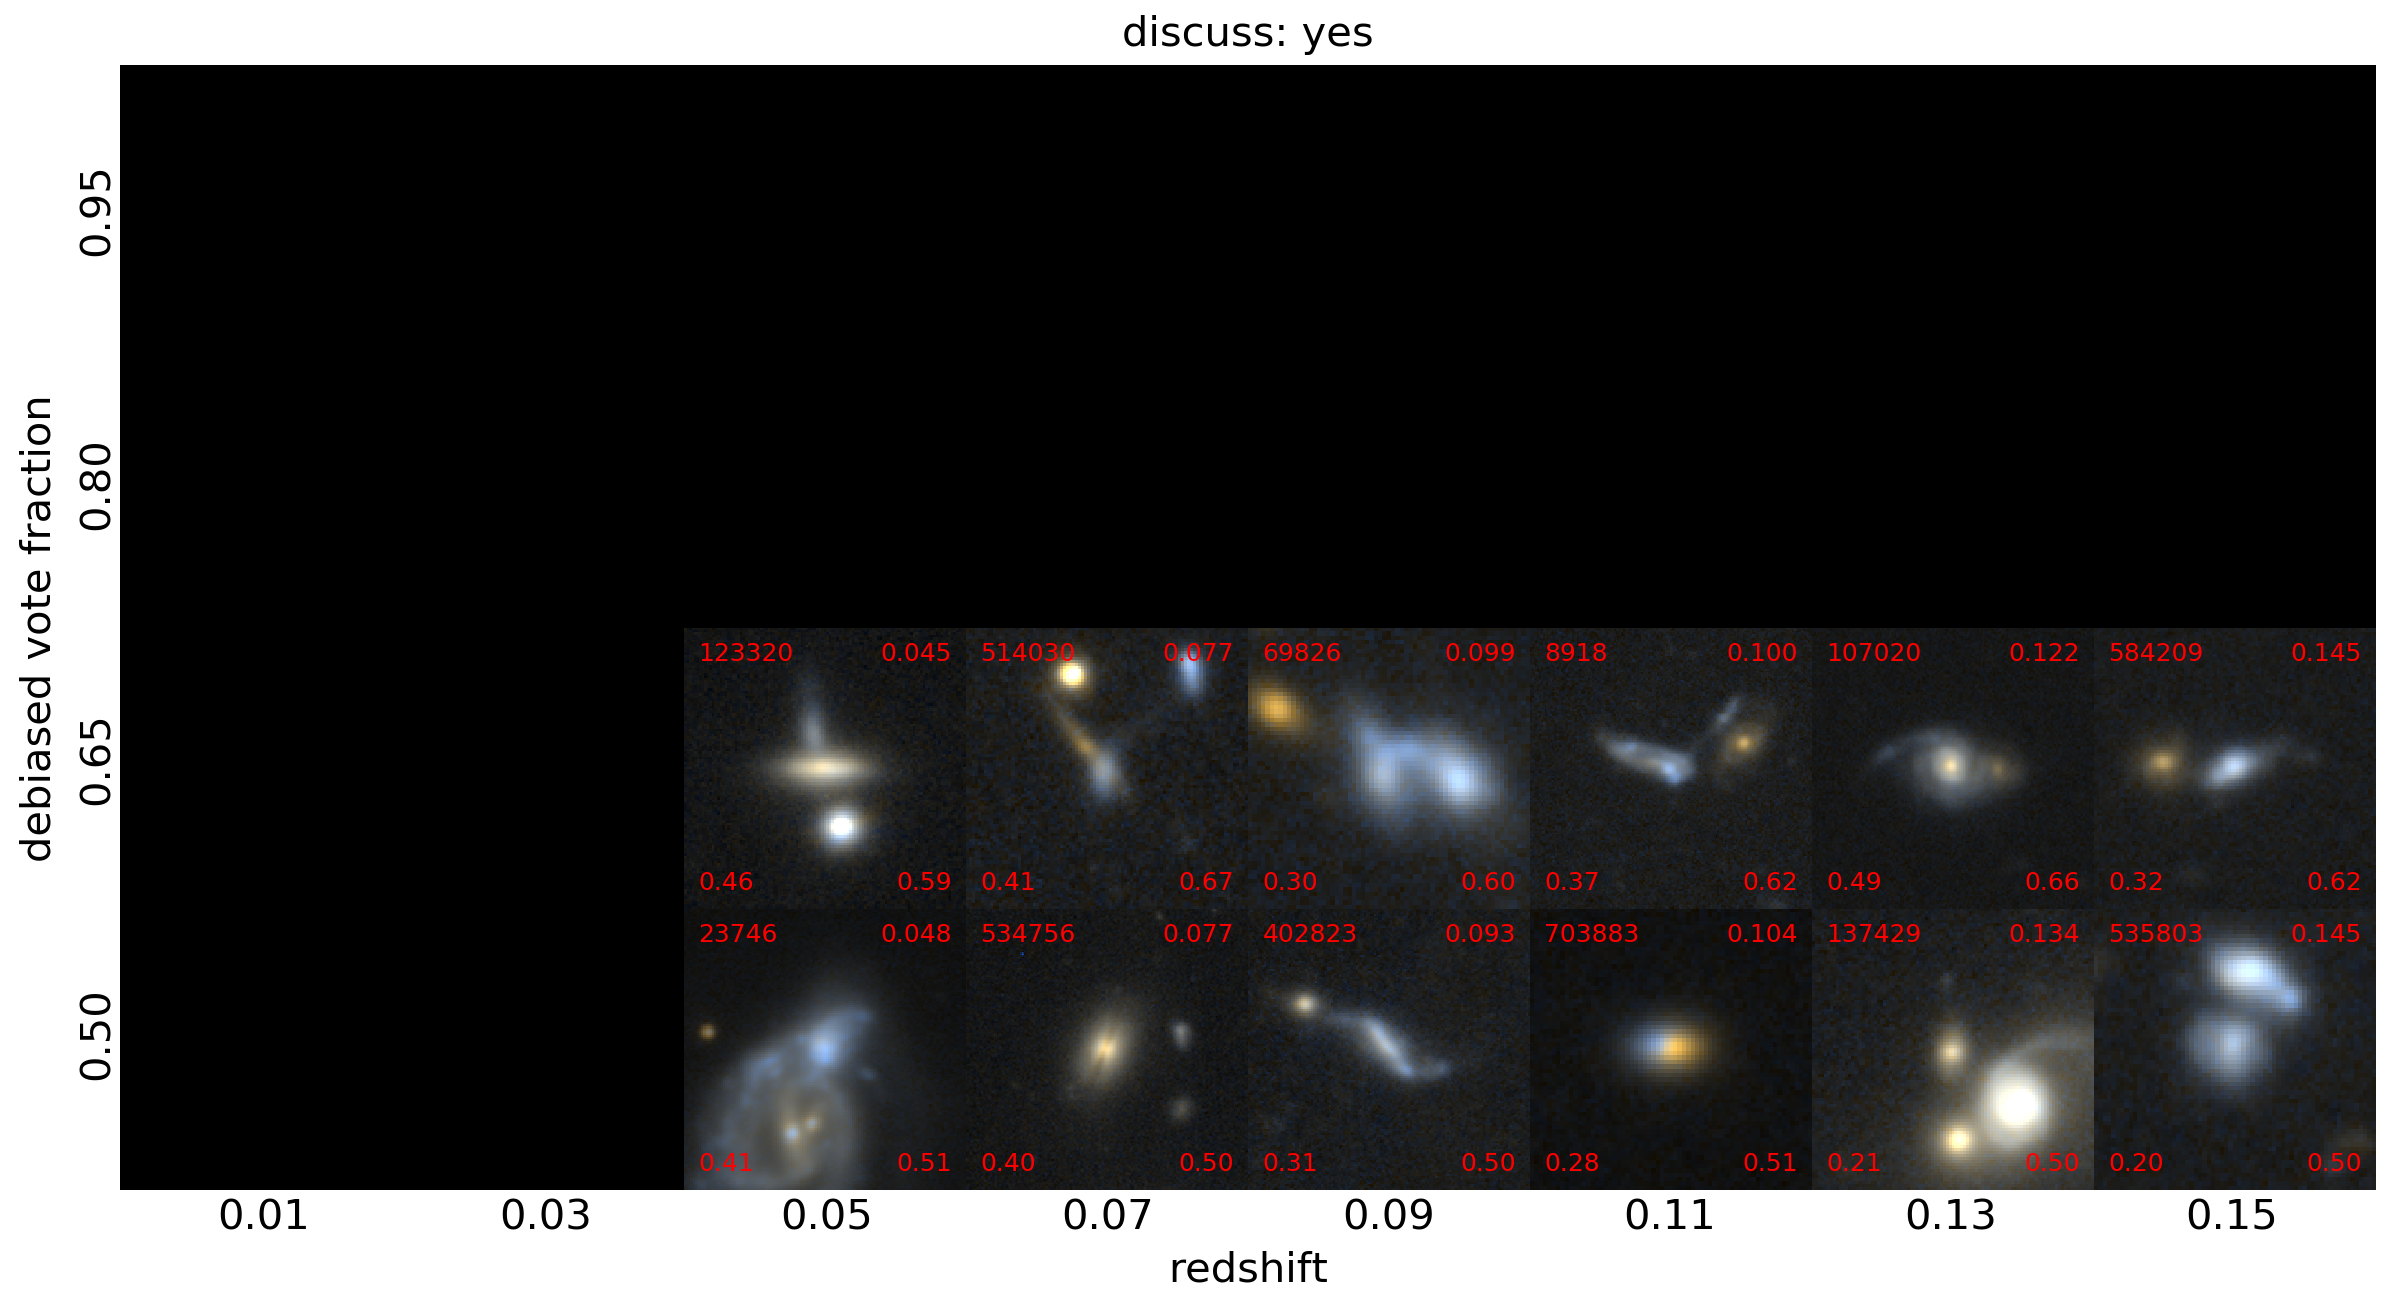 discuss: yes
debiased vote fraction
0.95
0.80
0.65
0.50
123320 0.045 514030 0.077 69826 0.099 8918 0.100 107020 0.122 584209 0.145
0.46 0.59 0.41 0.67 0.30 0.60 0.37 0.62 0.49 0.66 0.32 0.62
23746 0.048 534756 0.077 402823 0.093 703883 0.104 137429 0.134 535803 0.145
0.41 0.51 0.40 0.50 0.31 0.50 0.28 0.51 0.21 0.50 0.20 0.50
0.01 0.03 0.05 0.07 0.09 0.11 0.13 0.15
redshift